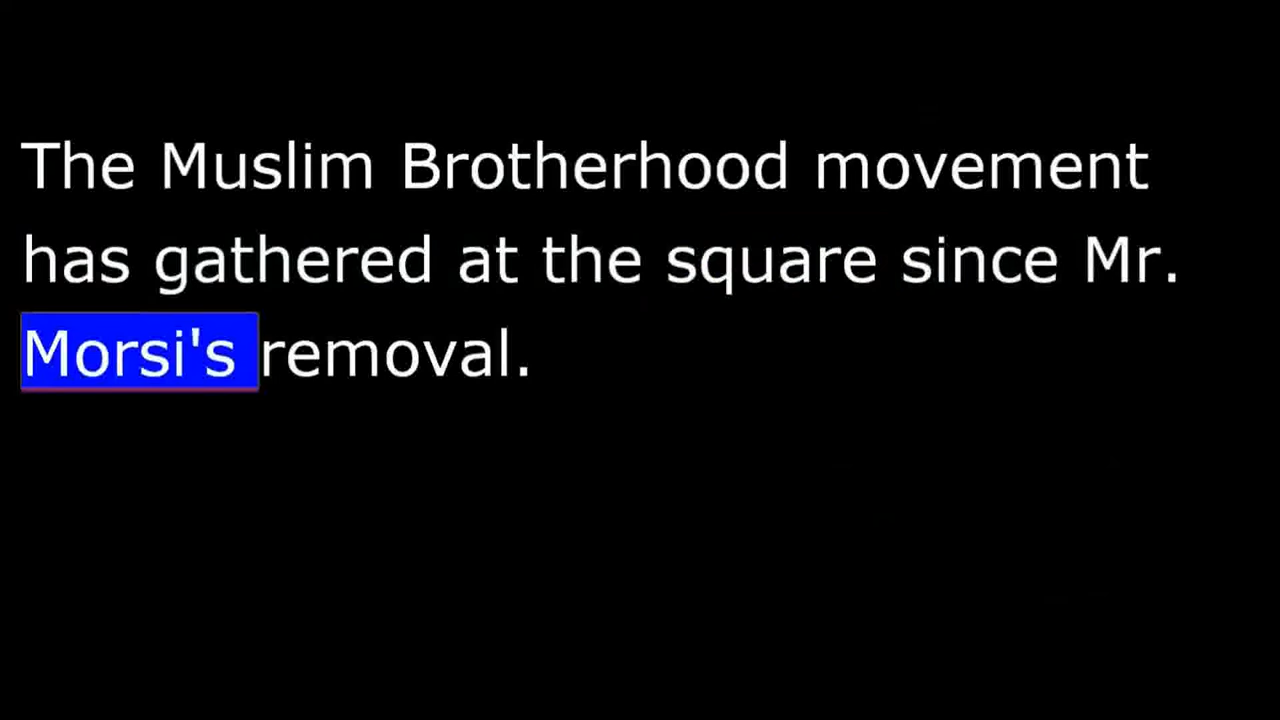 The Muslim Brotherhood movement
has gathered at the square since Mr.
Morsi's removal.